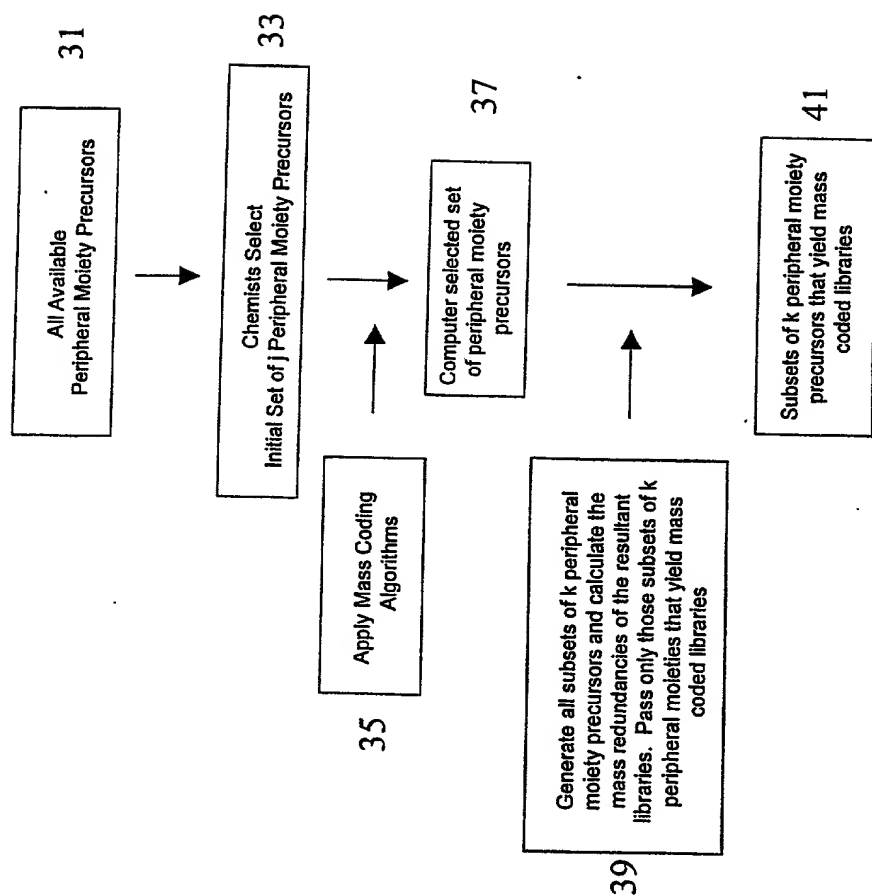 All Available
Peripheral Moiety Precursors
31
Chemists Select
Initial Set of j Peripheral Moiety Precursors
33
Apply Mass Coding
Algorithms
35
Computer selected set
of peripheral moiety
precursors
37
Generate all subsets of k peripheral
moiety precursors and calculate the
mass redundancies of the resultant
libraries. Pass only those subsets of k
peripheral moieties that yield mass
coded libraries
39
Subsets of k peripheral moiety
precursors that yield mass
coded libraries
41